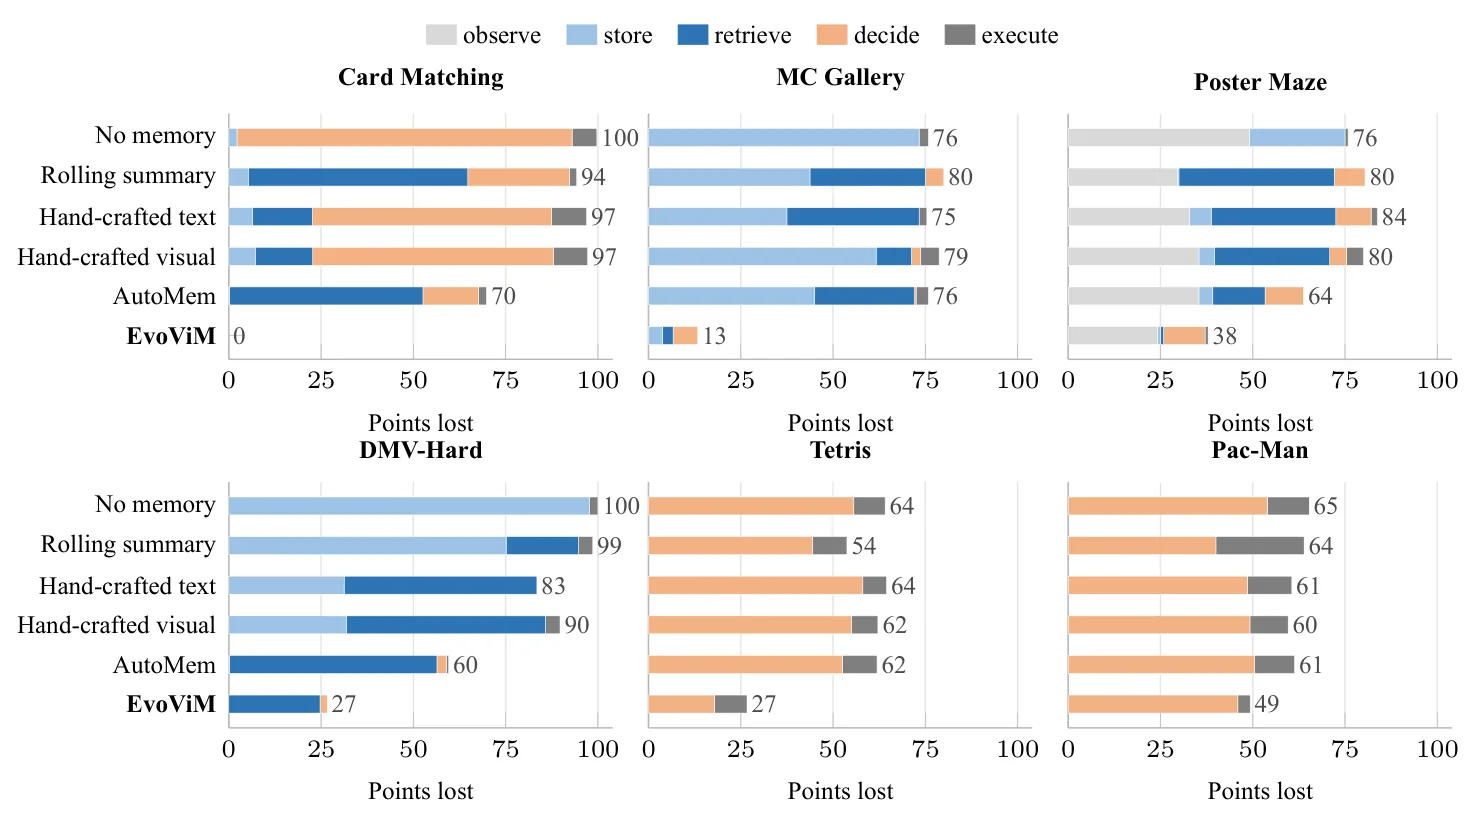 observe store retrieve decide execute
Card Matching MC Gallery Poster Maze
No memory 100 76 76
Rolling summary 94 80 80
Hand-crafted text 97 75 84
Hand-crafted visual 97 79 80
AutoMem 70 76 64
EvoViM 0 13 38
0 25 50 75 100 0 25 50 75 100 0 25 50 75 100
Points lost Points lost Points lost
DMV-Hard Tetris Pac-Man
No memory 100 64 65
Rolling summary 99 54 64
Hand-crafted text 83 64 61
Hand-crafted visual 90 62 60
AutoMem 60 62 61
EvoViM 27 27 49
0 25 50 75 100 0 25 50 75 100 0 25 50 75 100
Points lost Points lost Points lost